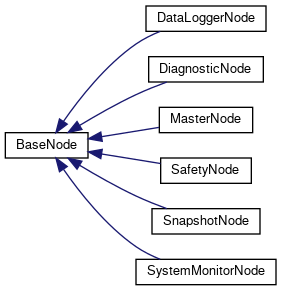 DataLoggerNode
DiagnosticNode
MasterNode
BaseNode
SafetyNode
SnapshotNode
SystemMonitorNode